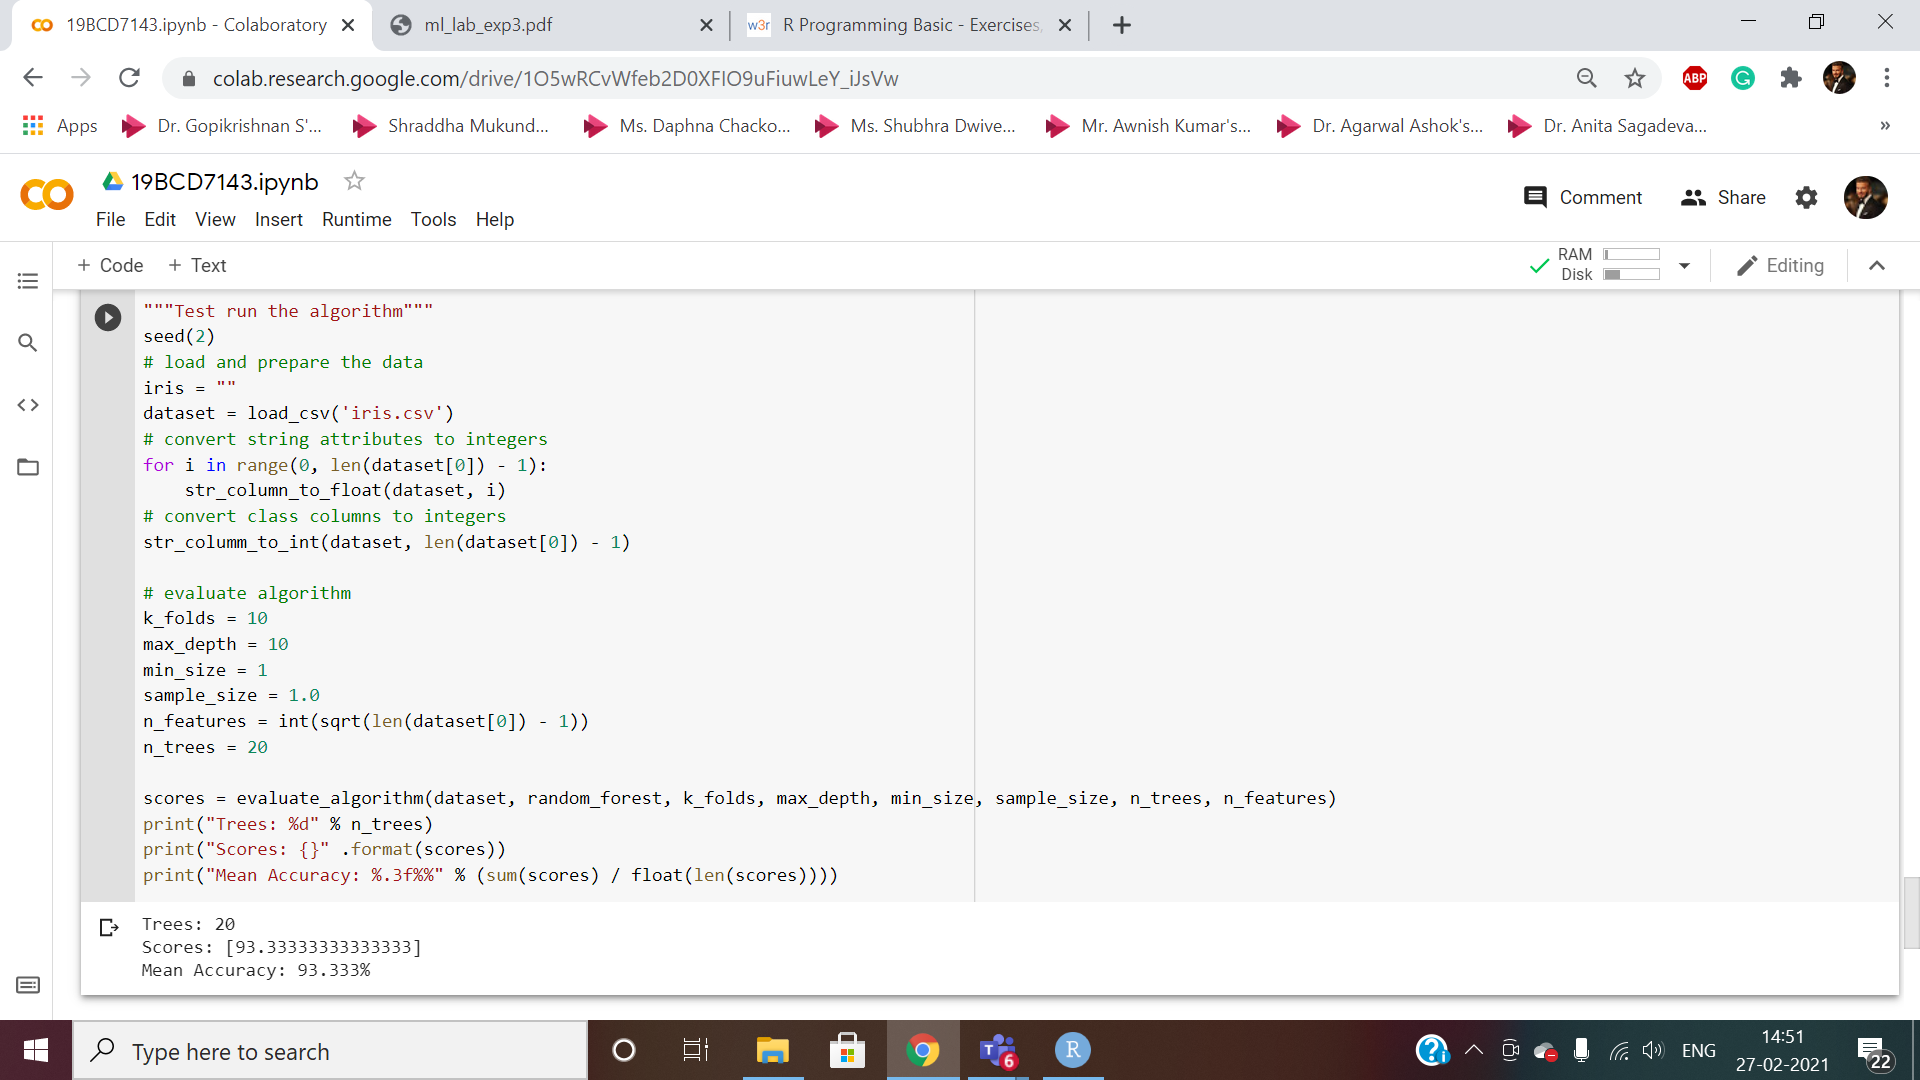 19BCD7143.ipynb - Colaboratory
ml_lab_exp3.pdf
w3r R Programming Basic - Exercises,
colab.research.google.com/drive/1O5wRCvWfeb2D0XFIO9uFiuwLeY_iJsVw
ABP
Apps
Dr. Gopikrishnan S'...
Shraddha Mukund...
Ms. Daphna Chacko...
Ms. Shubhra Dwive...
Mr. Awnish Kumar's...
Dr. Agarwal Ashok's...
Dr. Anita Sagadeva...
»
19BCD7143.ipynb
Comment
Share
File Edit View Insert Runtime Tools Help
+ Code + Text
RAM
Disk
Editing
"""Test run the algorithm"""
seed(2)
# load and prepare the data
iris = ""
dataset = load_csv('iris.csv')
# convert string attributes to integers
for i in range(0, len(dataset[0]) - 1):
    str_column_to_float(dataset, i)
# convert class columns to integers
str_columm_to_int(dataset, len(dataset[0]) - 1)
# evaluate algorithm
k_folds = 10
max_depth = 10
min_size = 1
sample_size = 1.0
n_features = int(sqrt(len(dataset[0]) - 1))
n_trees = 20
scores = evaluate_algorithm(dataset, random_forest, k_folds, max_depth, min_size, sample_size, n_trees, n_features)
print("Trees: %d" % n_trees)
print("Scores: {}" .format(scores))
print("Mean Accuracy: %.3f%%" % (sum(scores) / float(len(scores))))
Trees: 20
Scores: [93.33333333333333]
Mean Accuracy: 93.333%
Type here to search
T 6
R
ENG
14:51
27-02-2021
22